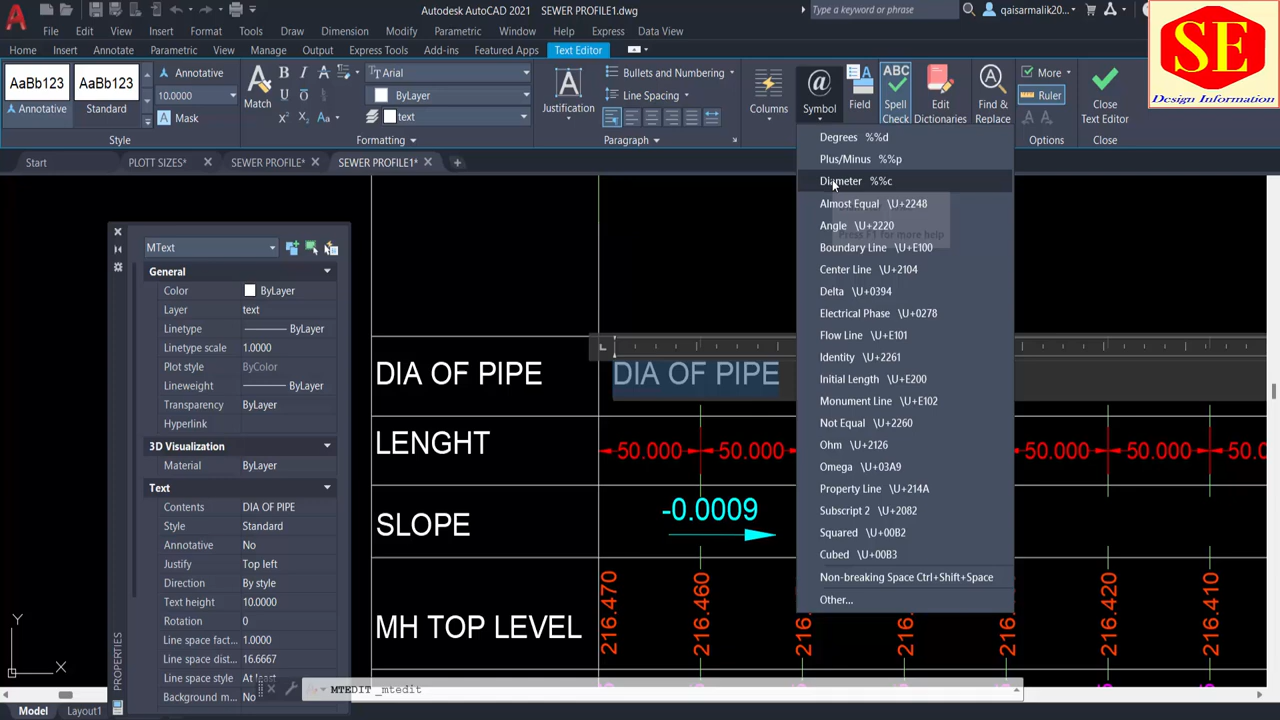 Autodesk AutoCAD 2021 SEWER PROFILE1.dwg
Type a keyword or phrase
qaisarmalik20...
File Edit View Insert Format Tools Draw Dimension Modify Parametric Window Help Express Data View
Home Insert Annotate Parametric View Manage Output Express Tools Add-ins Featured Apps Text Editor
SE
Design Information
AaBb123 AaBb123
Annotative Standard
Annotative
10.0000
Mask
Style
Match
B I A
U O
Arial
ByLayer
text
Formatting
Justification
Bullets and Numbering
Line Spacing
Paragraph
Columns
@
Symbol
Field
ABC
Spell
Check
Edit
Dictionaries
Find &
Replace
More
Ruler
Options
Close
Text Editor
Close
Start PLOTT SIZES* SEWER PROFILE* SEWER PROFILE1*
Degrees %%d
Plus/Minus %%p
Diameter %%c
Almost Equal \U+2248
Angle \U+2220
Press F1 for more help
Boundary Line \U+E100
Center Line \U+2104
Delta \U+0394
Electrical Phase \U+0278
Flow Line \U+E101
Identity \U+2261
Initial Length \U+E200
Monument Line \U+E102
Not Equal \U+2260
Ohm \U+2126
Omega \U+03A9
Property Line \U+214A
Subscript 2 \U+2082
Squared \U+00B2
Cubed \U+00B3
Non-breaking Space Ctrl+Shift+Space
Other...
MText
General
Color ByLayer
Layer text
Linetype ByLayer
Linetype scale 1.0000
Plot style ByColor
Lineweight ByLayer
Transparency ByLayer
Hyperlink
3D Visualization
Material ByLayer
Text
Contents DIA OF PIPE
Style Standard
Annotative No
Justify Top left
Direction By style
Text height 10.0000
Rotation 0
Line space fact... 1.0000
Line space dist... 16.6667
Line space style At least
Background m... No
PROPERTIES
DIA OF PIPE DIA OF PIPE
LENGHT 50.000 50.000 50.000 50.000 50.0
SLOPE -0.0009
MH TOP LEVEL 216.470 216.460 216.420 216.410
Y
X
MTEDIT _mtedit
Model Layout1